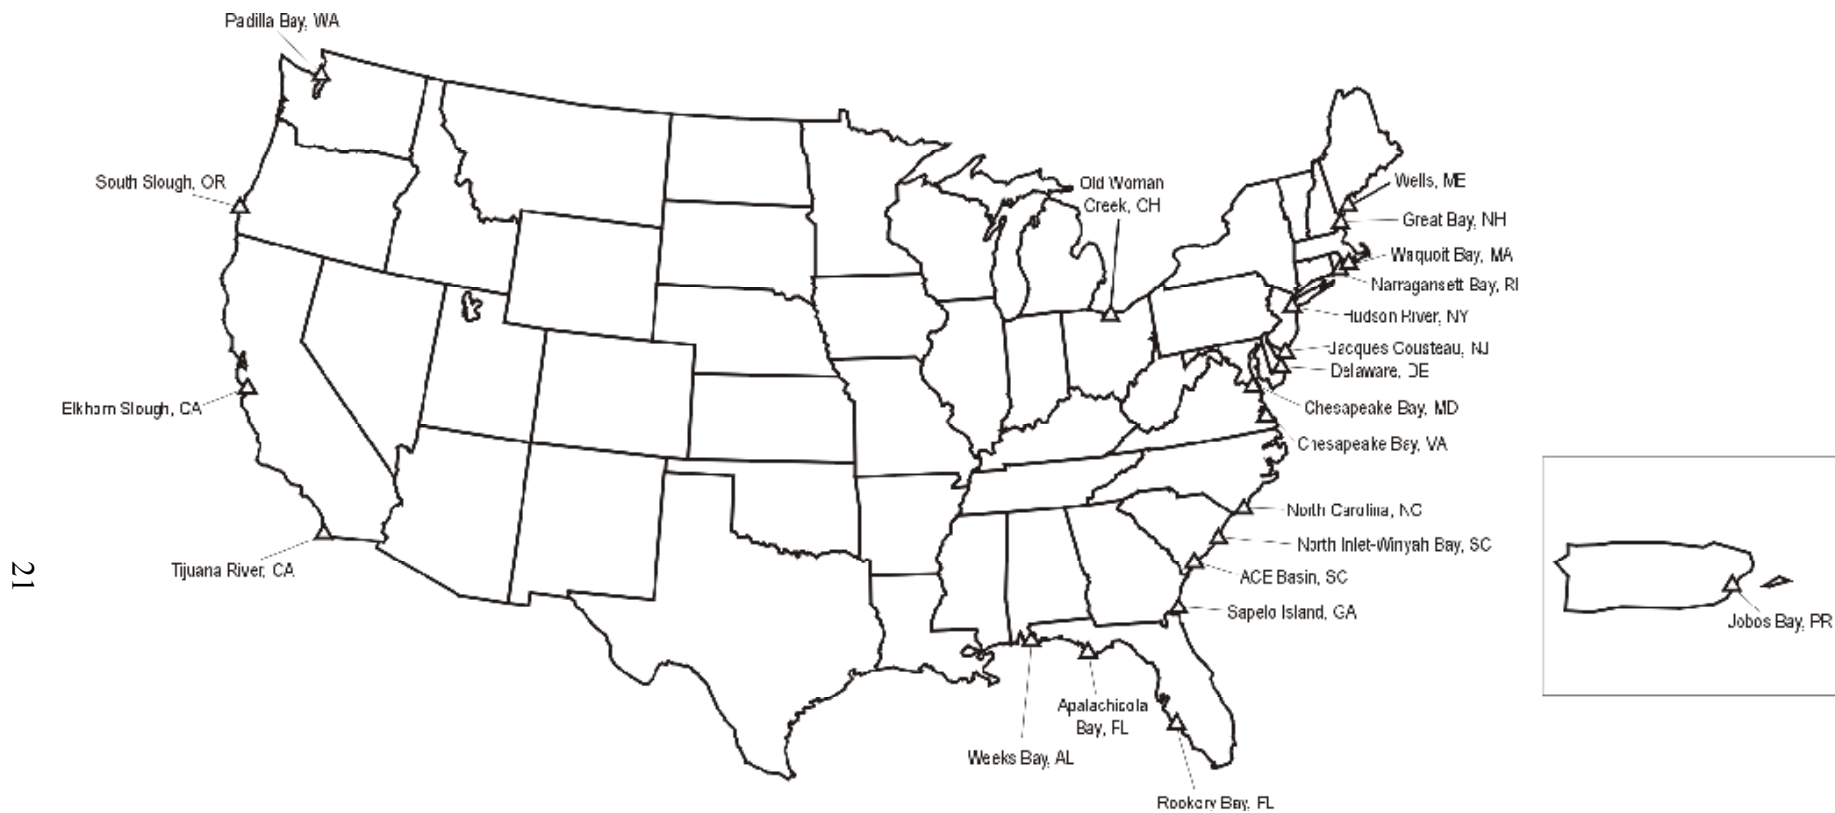 Padilla Bay, WA
South Slough, OR
Old Woman
Creek, CH
Wells, ME
Great Bay, NH
Waquoit Bay, MA
Narragansett Bay, RI
Hudson River, NY
Jacques Cousteau, NJ
Delaware, DE
Elkhorn Slough, CA
Chesapeake Bay, MD
Chesapeake Bay, VA
North Carolina, NC
North Inlet-Winyah Bay, SC
Tijuana River, CA
ACE Basin, SC
Sapelo Island, GA
Jobos Bay, PR
Apalachicola
Bay, FL
Weeks Bay, AL
Rookery Bay, FL
21